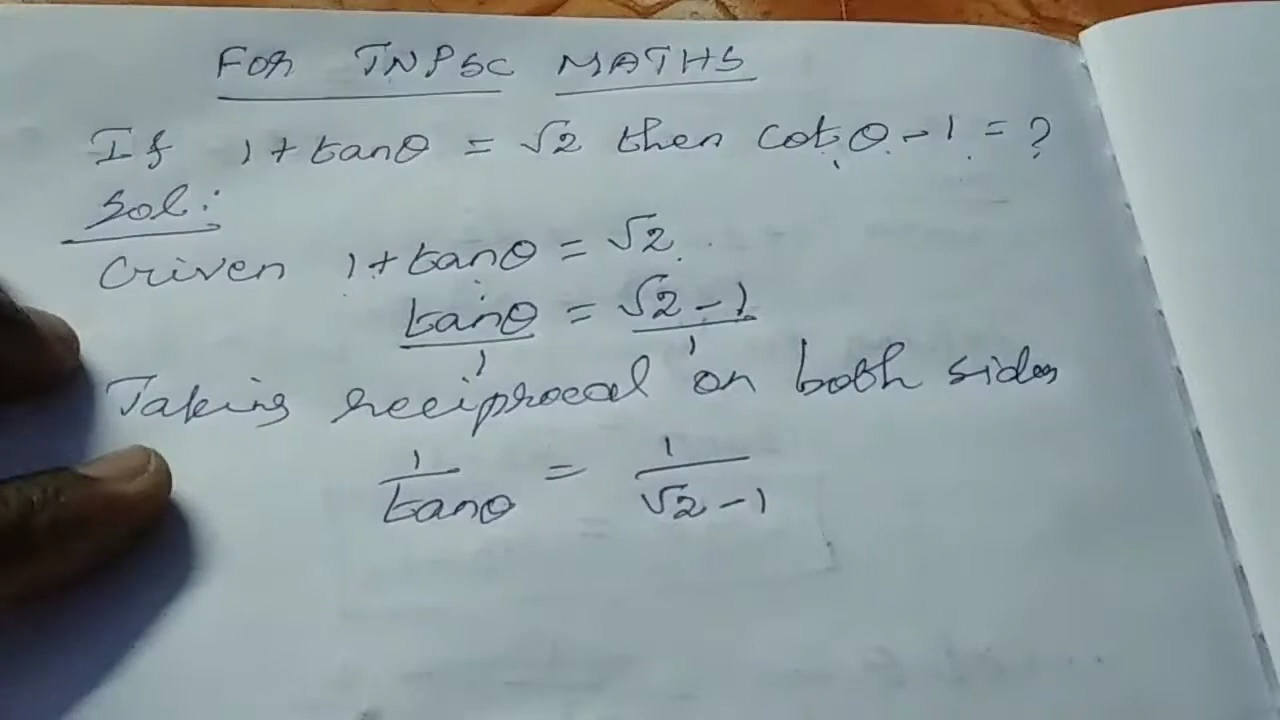 FOR TNPSC MATHS
If 1 + tanθ = √2 then cot θ - 1 = ?
Sol:
Given 1 + tanθ = √2.
tanθ/1 = √2 - 1/1
Taking reciprocal on both sides
1/tanθ = 1/√2 - 1